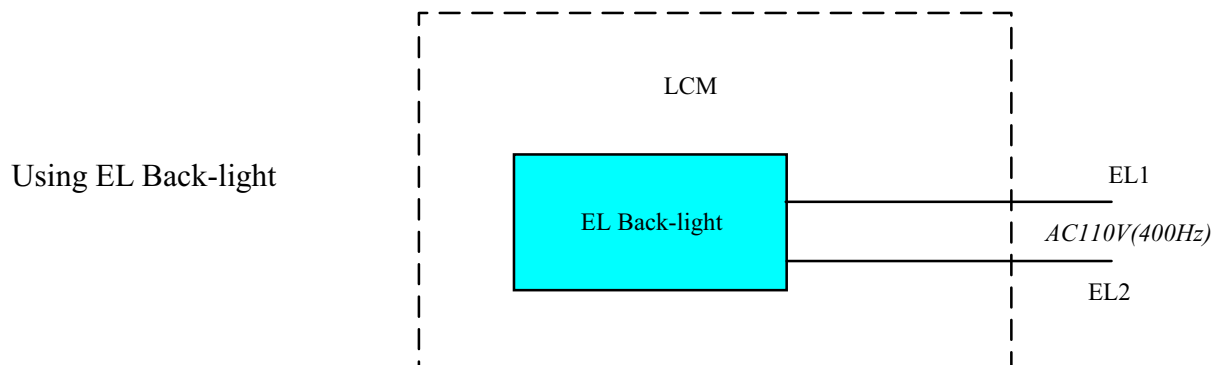 LCM
Using EL Back-light
EL Back-light
EL1
AC110V(400Hz)
EL2